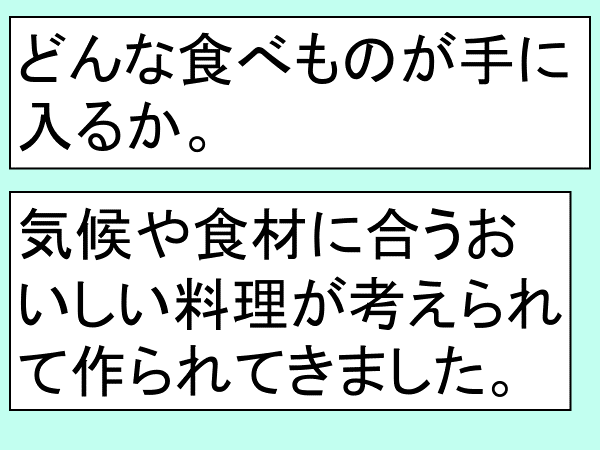 どんな食べものが手に
入るか。
気候や食材に合うお
いしい料理が考えられ
て作られてきました。